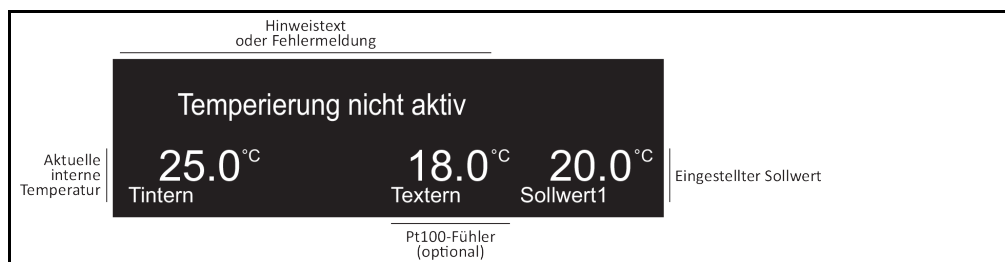 Hinweistext
oder Fehlermeldung
Temperierung nicht aktiv
Aktuelle
interne
Temperatur
25.0°C
18.0°C
20.0°C
Tintern
Textern
Sollwert1
Eingestellter Sollwert
Pt100-Fühler
(optional)